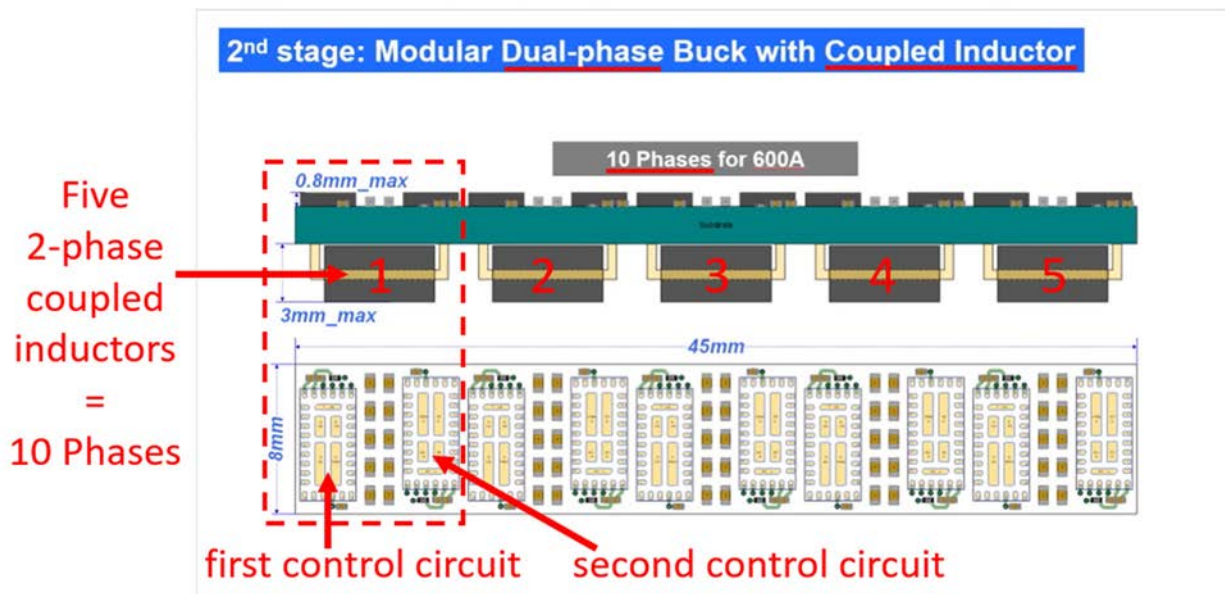 2nd stage: Modular Dual-phase Buck with Coupled Inductor
10 Phases for 600A
0.8mm_max
Five
2-phase
coupled
inductors
=
10 Phases
1 2 3 4 5
3mm_max
45mm
8mm
first control circuit second control circuit